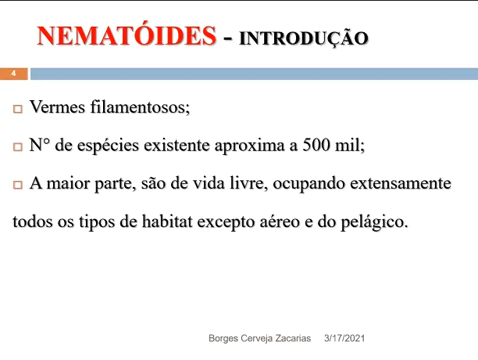 NEMATÓIDES - INTRODUÇÃO
4
Vermes filamentosos;
N° de espécies existente aproxima a 500 mil;
A maior parte, são de vida livre, ocupando extensamente
todos os tipos de habitat excepto aéreo e do pelágico.
Borges Cerveja Zacarias 3/17/2021